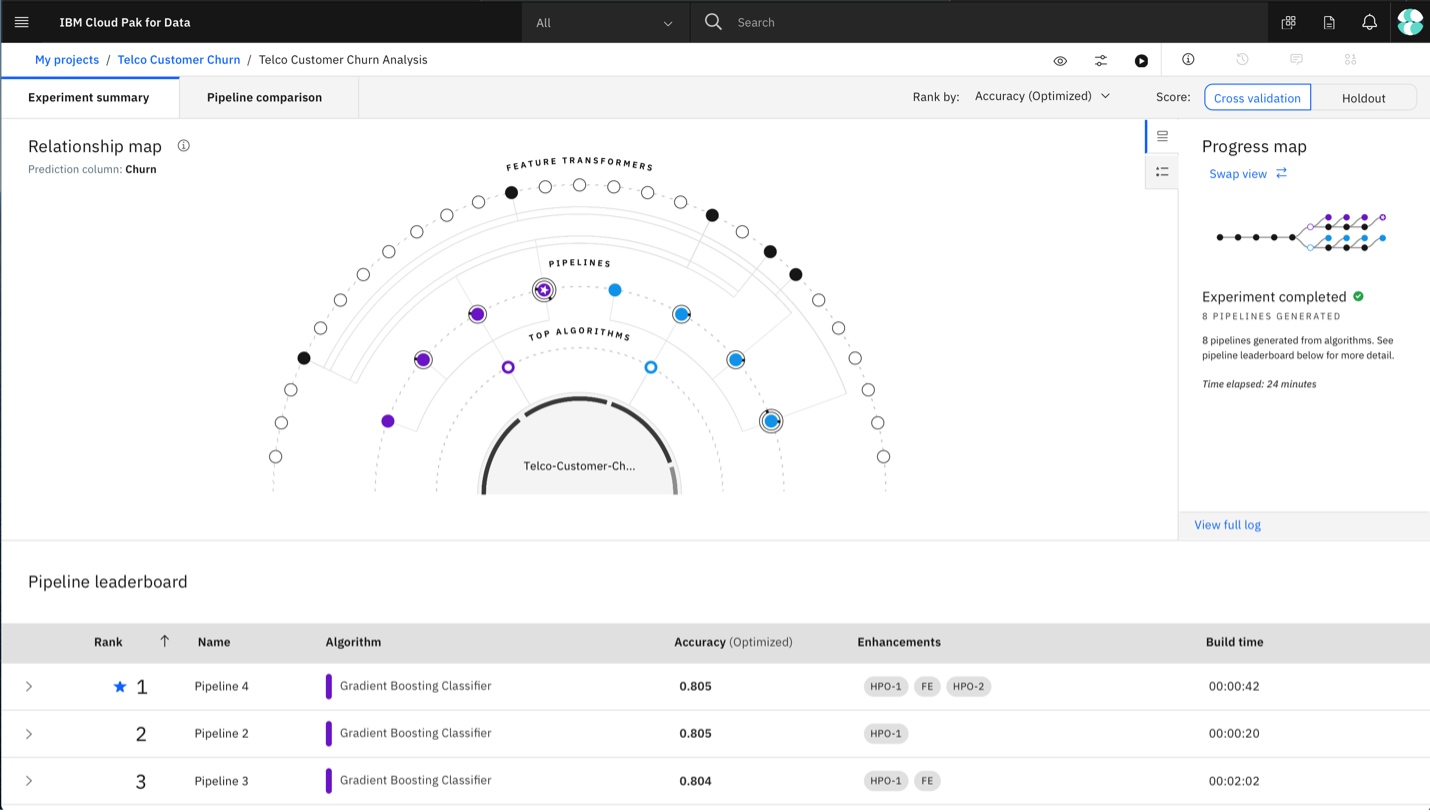 IBM Cloud Pak for Data
All
Search
My projects / Telco Customer Churn / Telco Customer Churn Analysis
Experiment summary
Pipeline comparison
Rank by: Accuracy (Optimized)
Score: Cross validation Holdout
Relationship map
Prediction column: Churn
FEATURE TRANSFORMERS
PIPELINES
TOP ALGORITHMS
Telco-Customer-Ch...
Progress map
Swap view
Experiment completed
8 PIPELINES GENERATED
8 pipelines generated from algorithms. See
pipeline leaderboard below for more detail.
Time elapsed: 24 minutes
View full log
Pipeline leaderboard
Rank Name Algorithm Accuracy (Optimized) Enhancements Build time
1 Pipeline 4 Gradient Boosting Classifier 0.805 HPO-1 FE HPO-2 00:00:42
2 Pipeline 2 Gradient Boosting Classifier 0.805 HPO-1 00:00:20
3 Pipeline 3 Gradient Boosting Classifier 0.804 HPO-1 FE 00:02:02